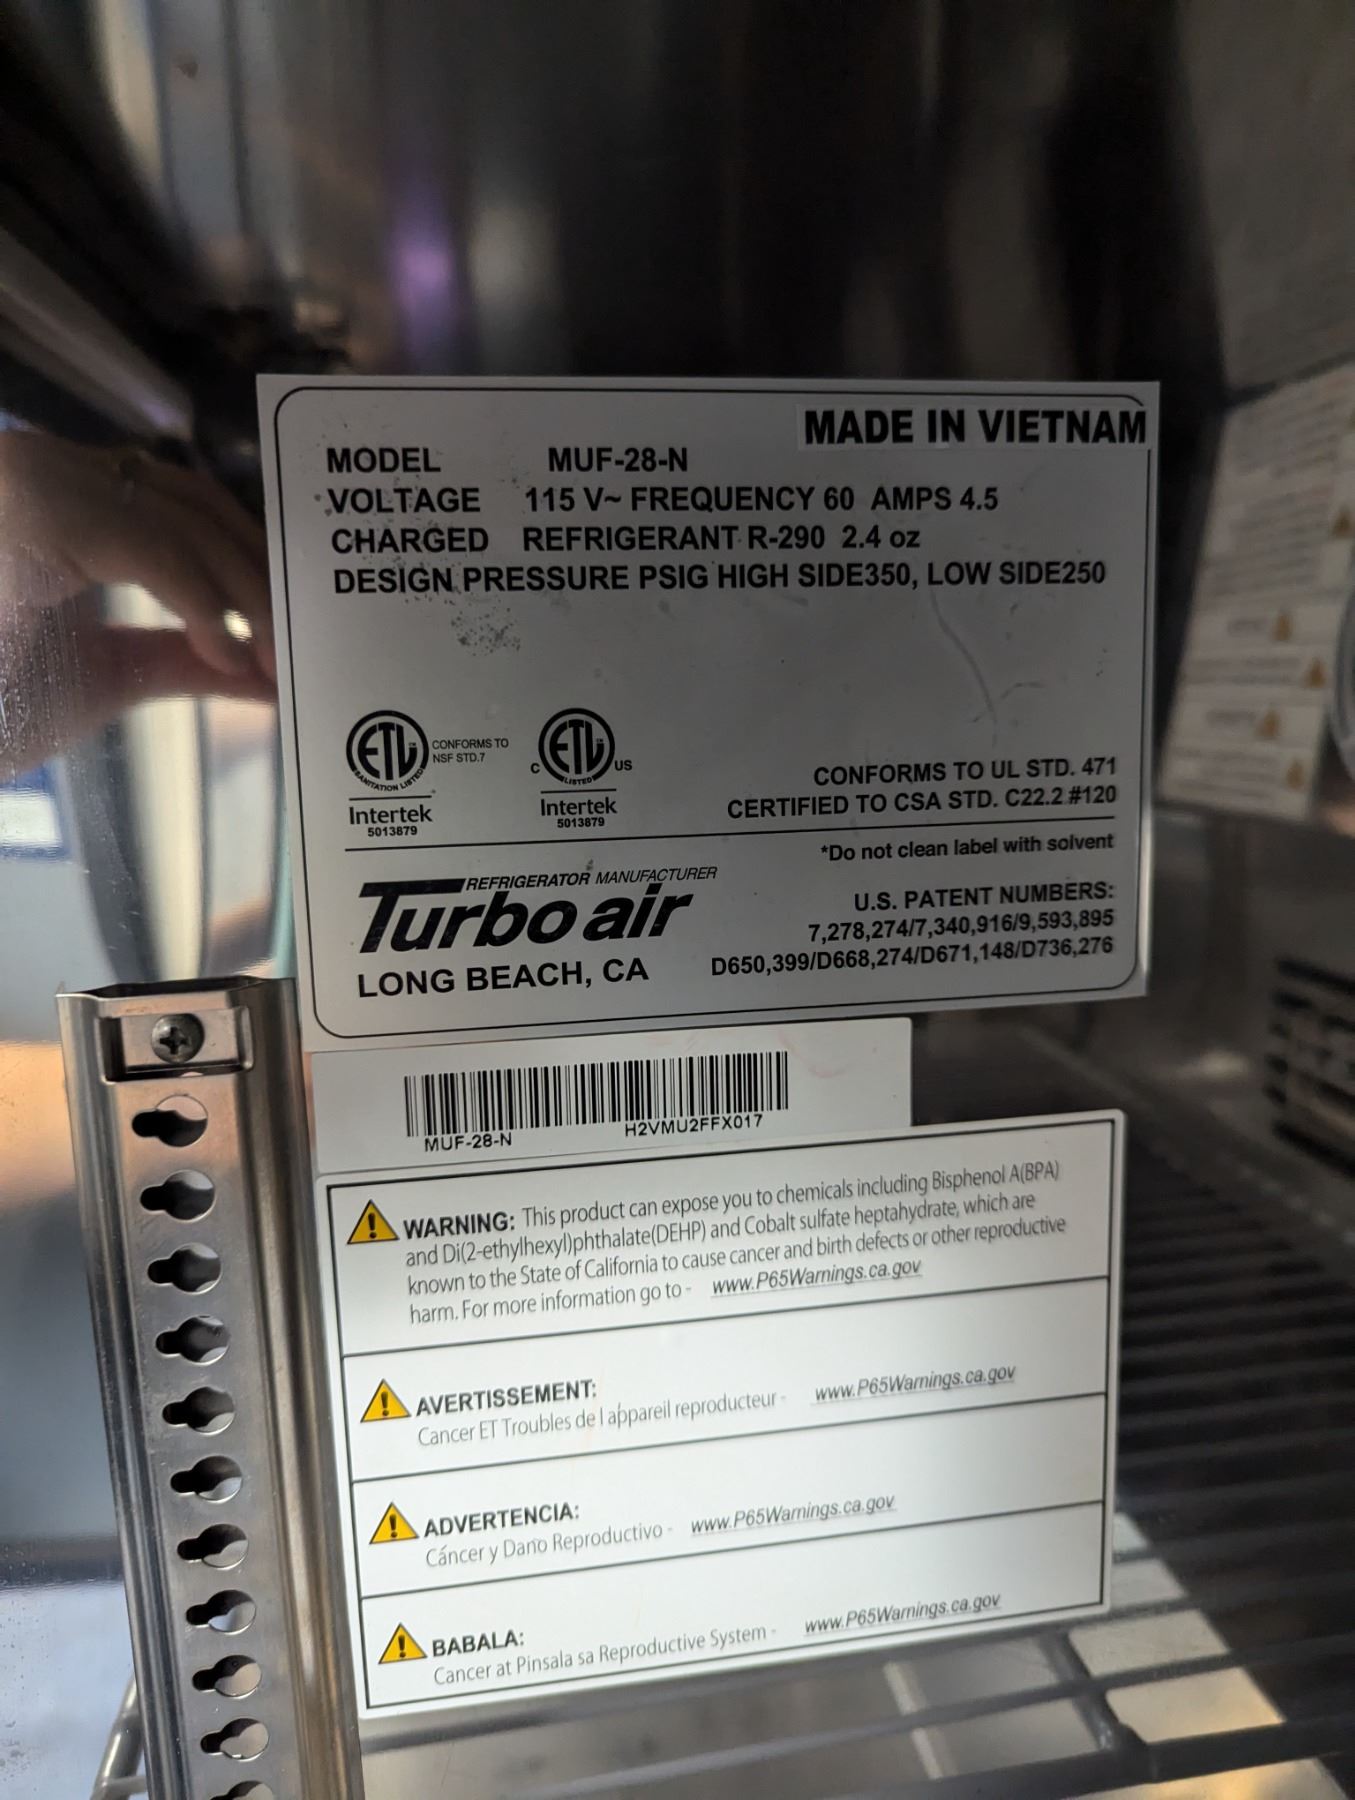 MADE IN VIETNAM
MODEL MUF-28-N
VOLTAGE 115 V~ FREQUENCY 60 AMPS 4.5
CHARGED REFRIGERANT R-290 2.4 oz
DESIGN PRESSURE PSIG HIGH SIDE350, LOW SIDE250
ETL
SANITATION LISTED
CONFORMS TO
NSF STD.7
Intertek
5013879
C ETL US
LISTED
Intertek
5013879
CONFORMS TO UL STD. 471
CERTIFIED TO CSA STD. C22.2 #120
*Do not clean label with solvent
REFRIGERATOR MANUFACTURER
Turbo air
LONG BEACH, CA
U.S. PATENT NUMBERS:
7,278,274/7,340,916/9,593,895
D650,399/D668,274/D671,148/D736,276
MUF-28-N H2VMU2FFX017
WARNING: This product can expose you to chemicals including Bisphenol A(BPA)
and Di(2-ethylhexyl)phthalate(DEHP) and Cobalt sulfate heptahydrate, which are
known to the State of California to cause cancer and birth defects or other reproductive
harm. For more information go to - www.P65Warnings.ca.gov
AVERTISSEMENT:
Cancer ET Troubles de l appareil reproducteur - www.P65Warnings.ca.gov
ADVERTENCIA:
Cáncer y Daño Reproductivo - www.P65Warnings.ca.gov
BABALA:
Cancer at Pinsala sa Reproductive System - www.P65Warnings.ca.gov